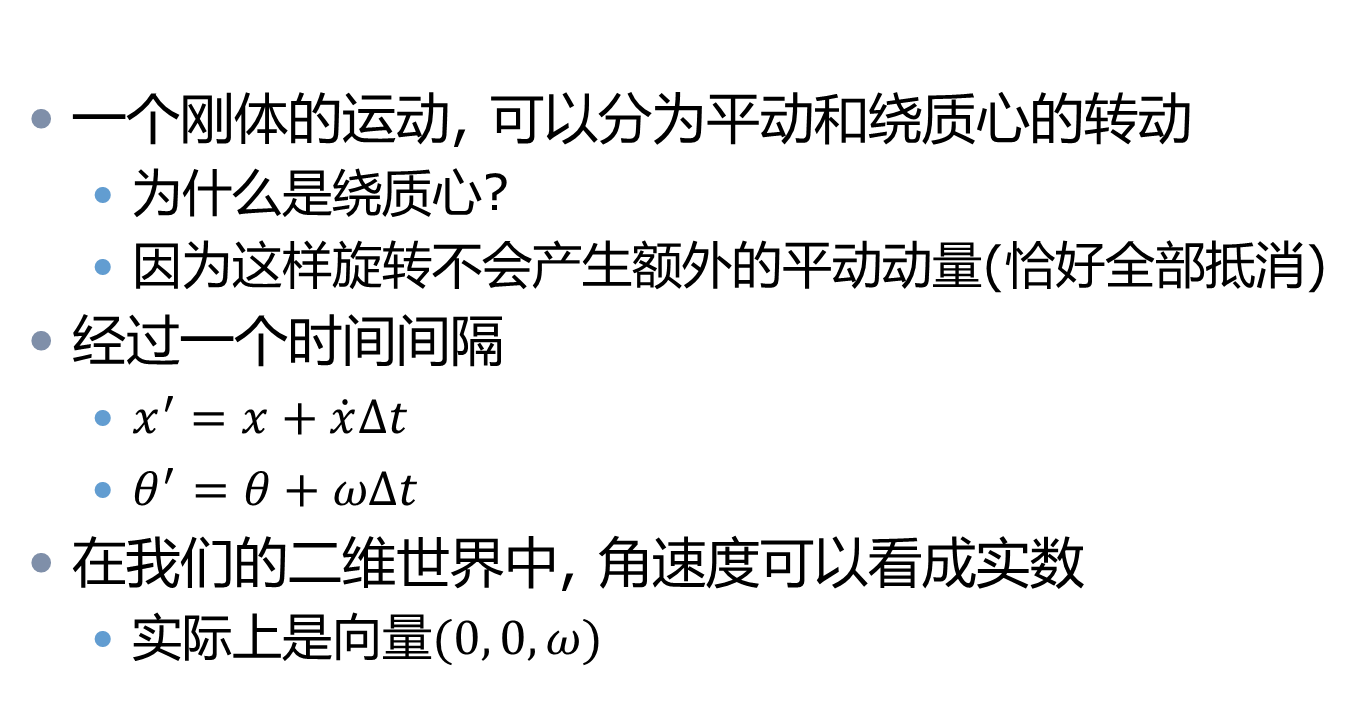 一个刚体的运动, 可以分为平动和绕质心的转动
为什么是绕质心?
因为这样旋转不会产生额外的平动动量(恰好全部抵消)
经过一个时间间隔
x′ = x + ẋΔt
θ′ = θ + ωΔt
在我们的二维世界中, 角速度可以看成实数
实际上是向量(0, 0, ω)